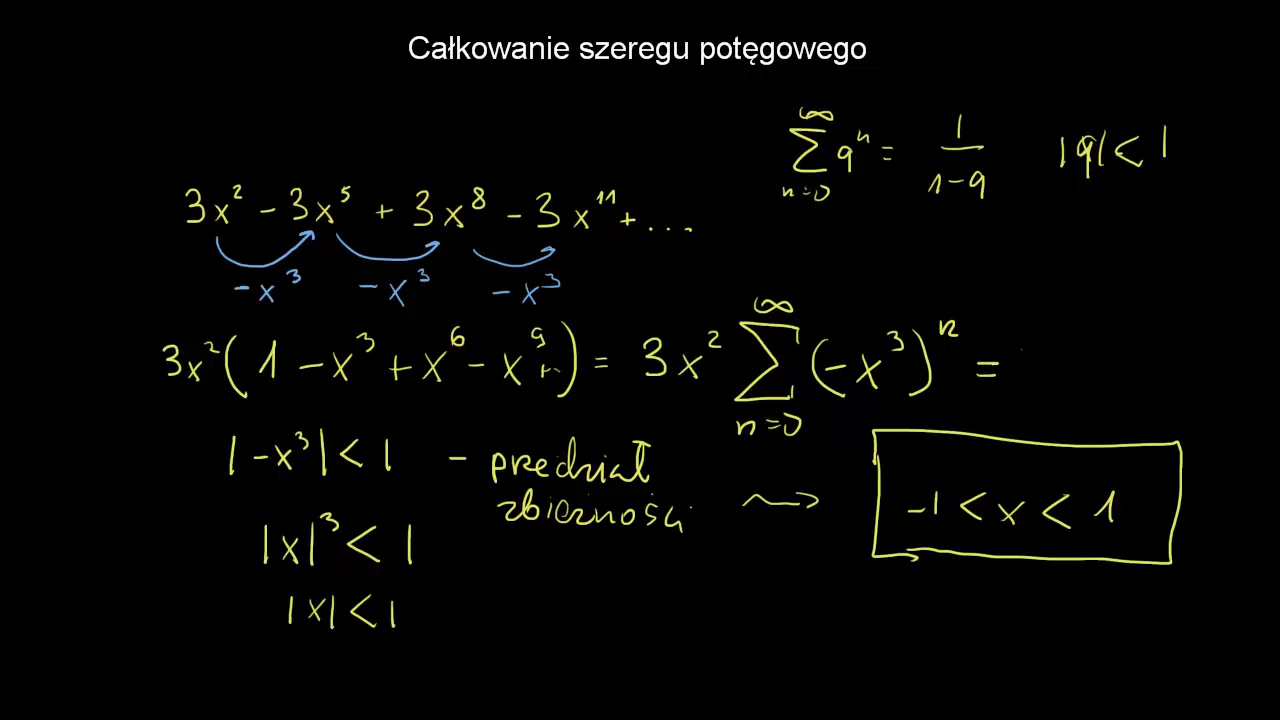 Całkowanie szeregu potęgowego
∞
∑ qⁿ = 1/(1-q)   |q| < 1
n=0
3x² - 3x⁵ + 3x⁸ - 3x¹¹ + ...
-x³   -x³   -x³
3x²(1 - x³ + x⁶ - x⁹ + ..) = 3x² ∑ (-x³)ⁿ =
∞
n=0
|-x³| < 1 - przedział
zbieżności ⇝ -1 < x < 1
|x|³ < 1
|x| < 1